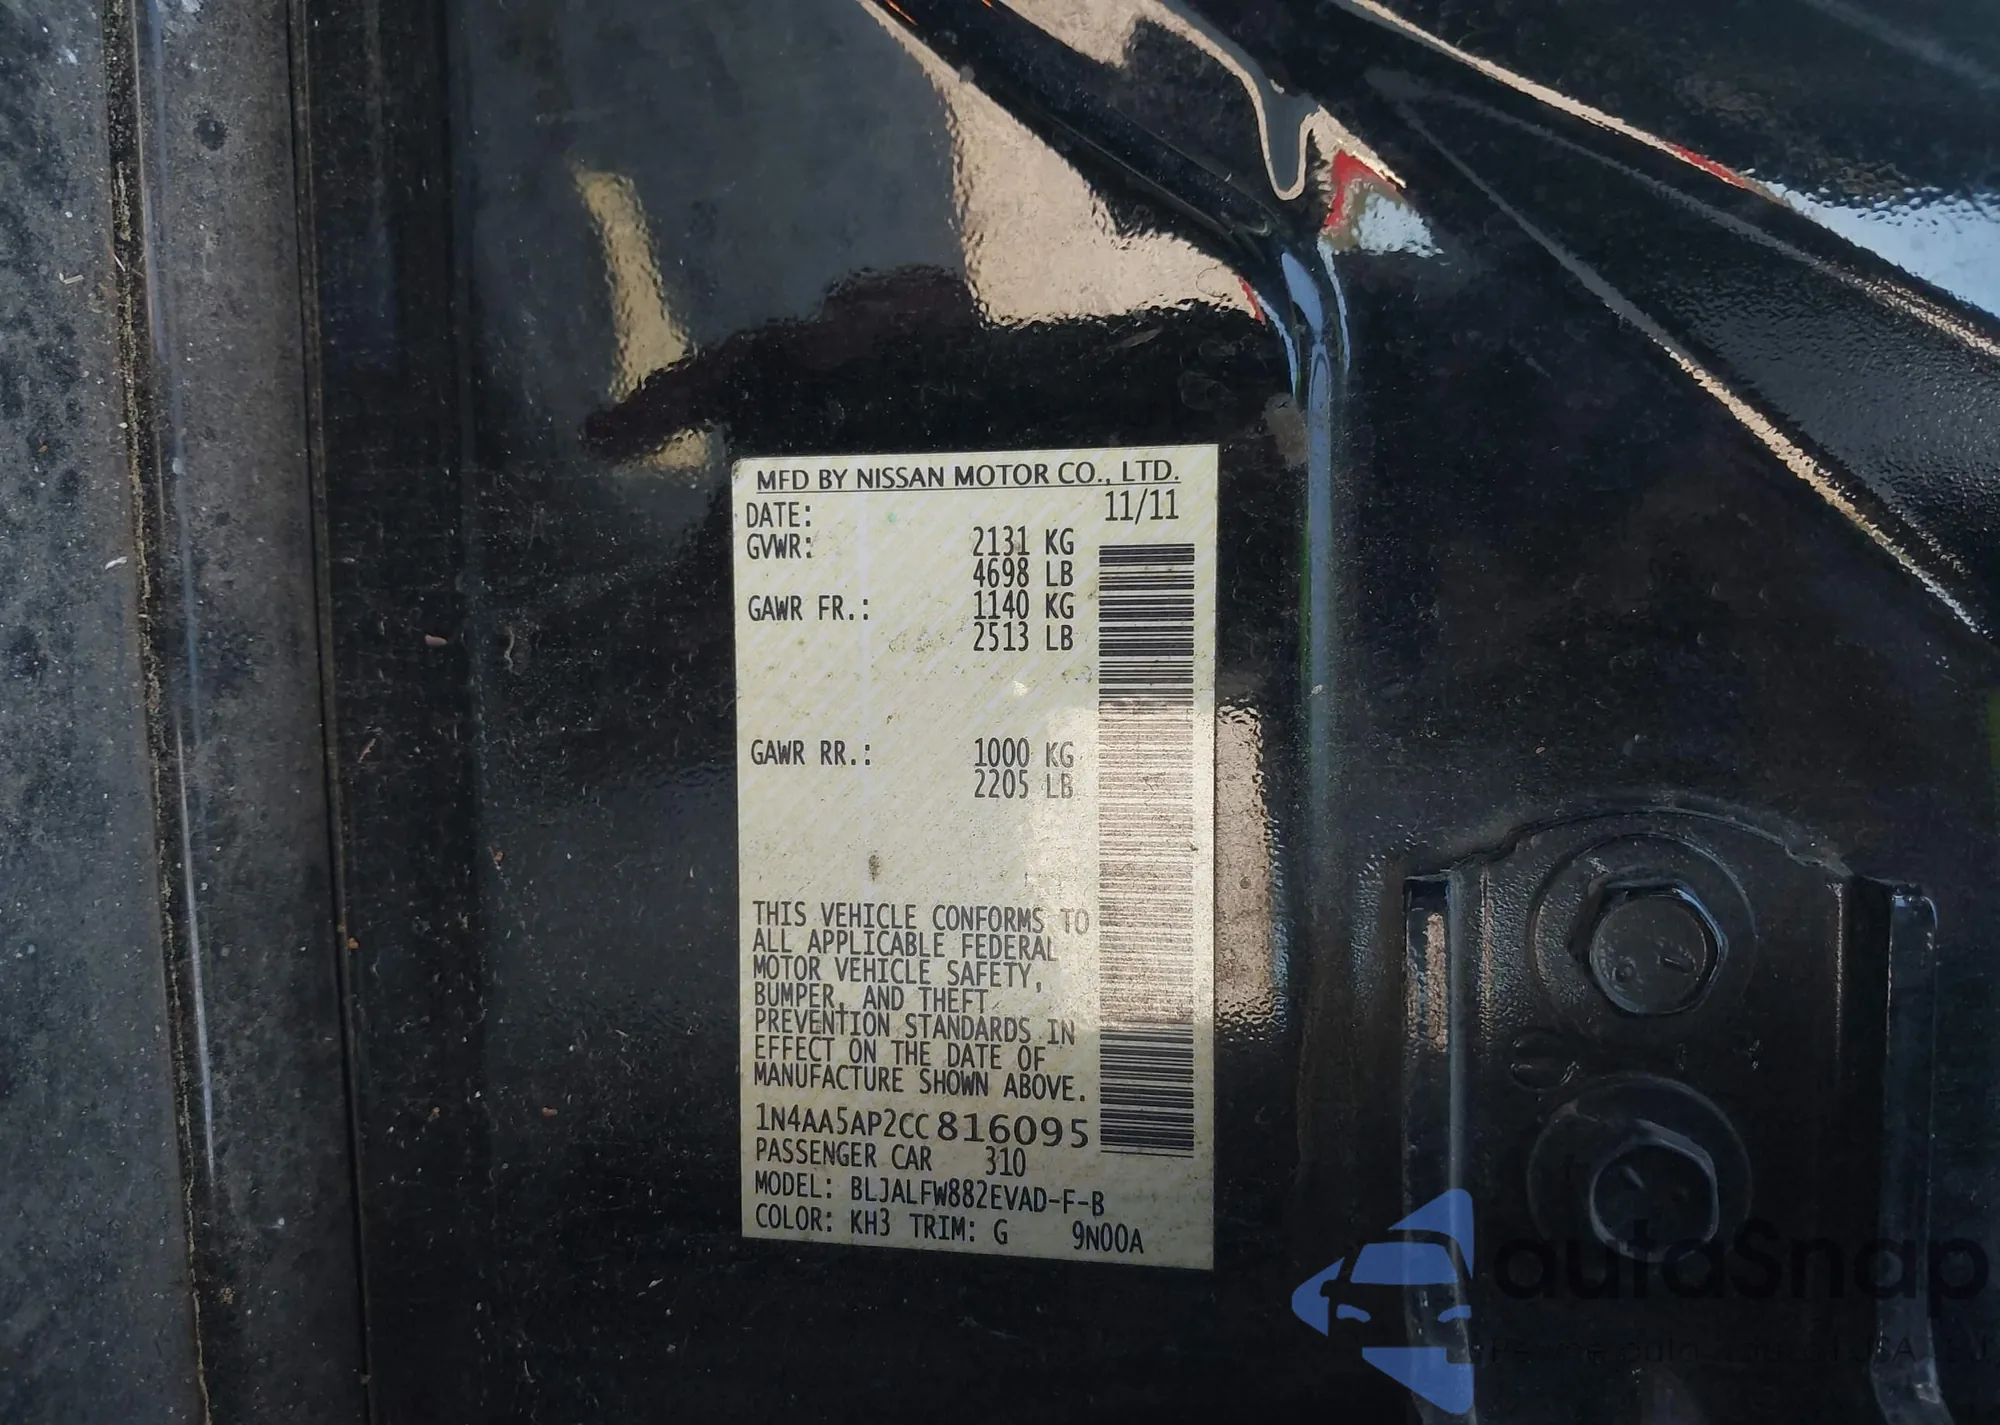 MFD BY NISSAN MOTOR CO., LTD.
DATE: 11/11
GVWR: 2131 KG
4698 LB
GAWR FR.: 1140 KG
2513 LB
GAWR RR.: 1000 KG
2205 LB
THIS VEHICLE CONFORMS TO
ALL APPLICABLE FEDERAL
MOTOR VEHICLE SAFETY,
BUMPER, AND THEFT
PREVENTION STANDARDS IN
EFFECT ON THE DATE OF
MANUFACTURE SHOWN ABOVE.
1N4AA5AP2CC816095
PASSENGER CAR 310
MODEL: BLJALFW882EVAD-F-B
COLOR: KH3 TRIM: G 9N00A
autoSnap